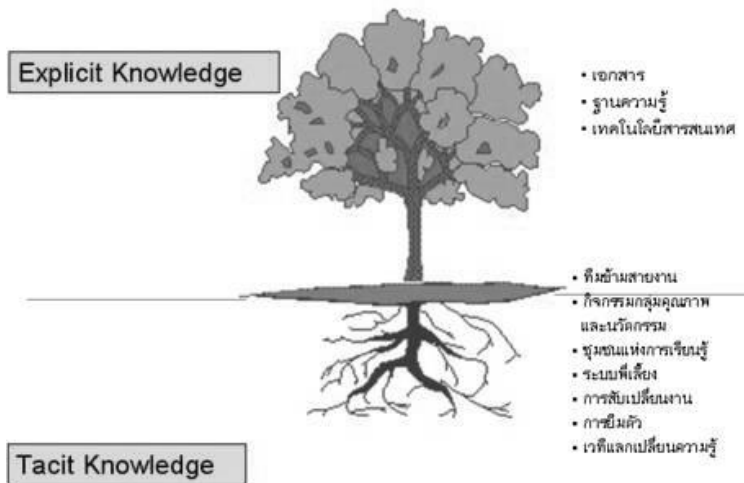 Explicit Knowledge
• เอกสาร
• ฐานความรู้
• เทคโนโลยีสารสนเทศ
• ทีมข้ามสายงาน
• กิจกรรมกลุ่มคุณภาพ
และนวัตกรรม
• ชุมชนแห่งการเรียนรู้
• ระบบพี่เลี้ยง
• การสับเปลี่ยนงาน
• การยืมตัว
• เวทีแลกเปลี่ยนความรู้
Tacit Knowledge